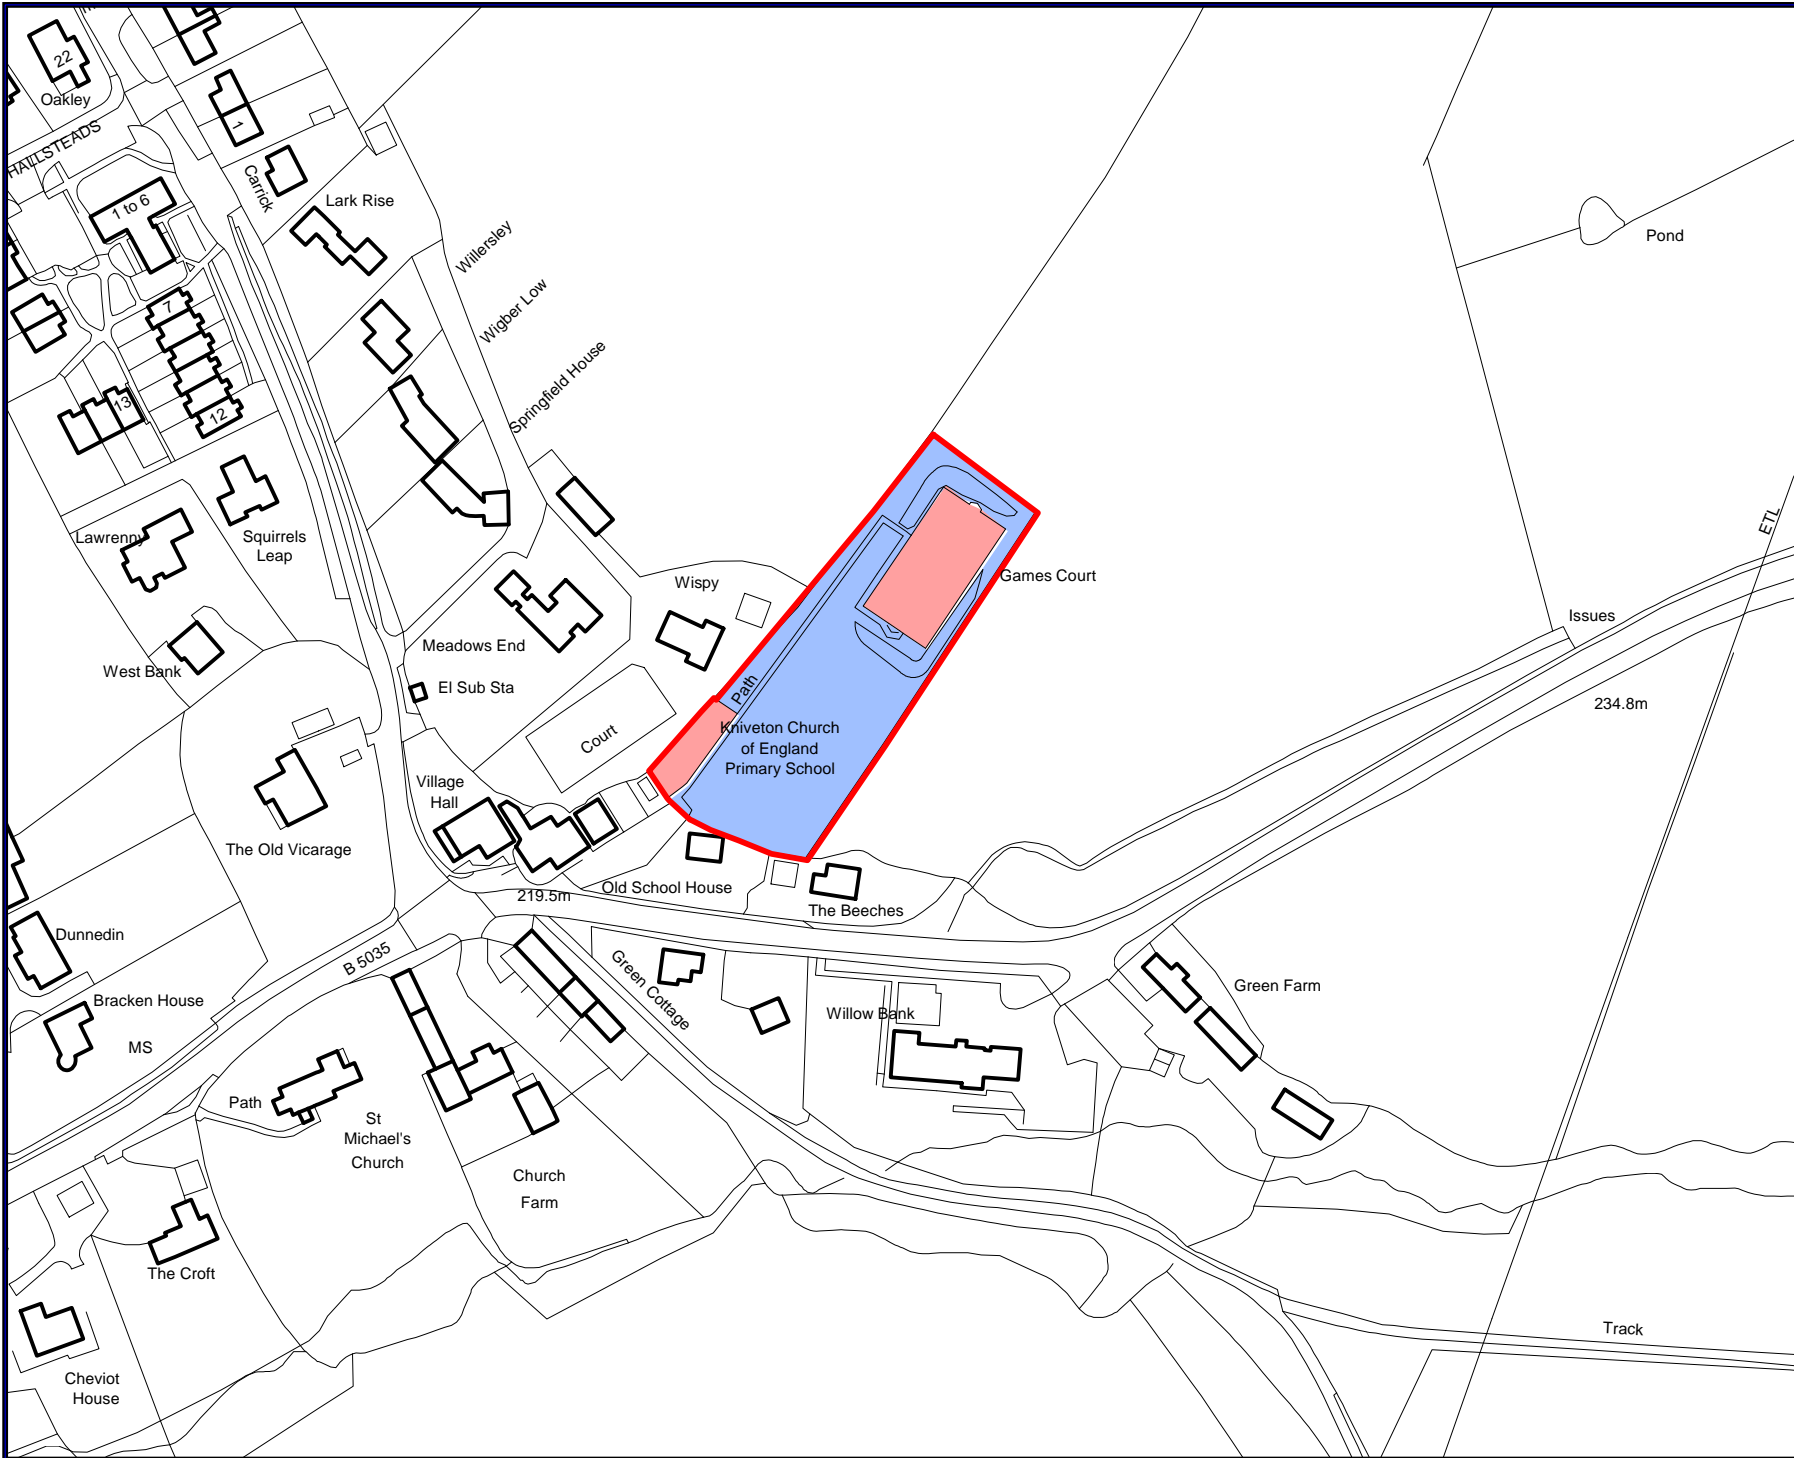 22
Oakley
HALLSTEADS
1
Carrick
1 to 6
Lark Rise
Willersley
Wigber Low
Springfield House
7
13
12
Pond
Lawrenny
Squirrels
Leap
ETL
Wispy
Games Court
Issues
Meadows End
West Bank
El Sub Sta
Path
234.8m
Court
Kniveton Church
of England
Primary School
Village
Hall
The Old Vicarage
Old School House
219.5m
The Beeches
Dunnedin
B 5035
Green Cottage
Green Farm
Bracken House
Willow Bank
MS
Path
St
Michael's
Church
Church
Farm
The Croft
Track
Cheviot
House